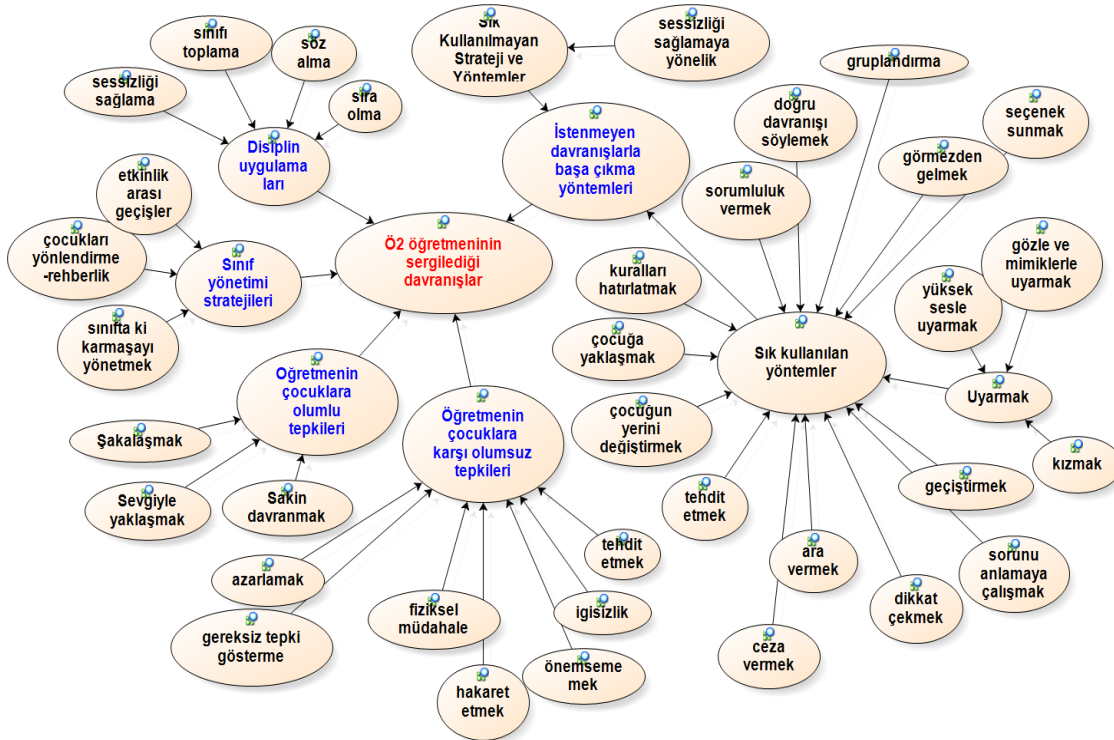 sınıfı
toplama
söz
alma
sessizliği
sağlama
sıra
olma
Disiplin
uygulama
ları
Sık
Kullanılmayan
Strateji ve
Yöntemler
sessizliği
sağlamaya
yönelik
İstenmeyen
davranışlarla
başa çıkma
yöntemleri
gruplandırma
doğru
davranışı
söylemek
seçenek
sunmak
görmezden
gelmek
sorumluluk
vermek
etkinlik
arası
geçişler
çocukları
yönlendirme
-rehberlik
Sınıf
yönetimi
stratejileri
sınıfta ki
karmaşayı
yönetmek
Ö2 öğretmeninin
sergilediği
davranışlar
kuralları
hatırlatmak
çocuğa
yaklaşmak
çocuğun
yerini
değiştirmek
Sık kullanılan
yöntemler
gözle ve
mimiklerle
uyarmak
yüksek
sesle
uyarmak
Uyarmak
kızmak
Öğretmenin
çocuklara
olumlu
tepkileri
Şakalaşmak
Sevgiyle
yaklaşmak
Sakin
davranmak
Öğretmenin
çocuklara
karşı olumsuz
tepkileri
azarlamak
gereksiz tepki
gösterme
fiziksel
müdahale
hakaret
etmek
önemseme
mek
igisizlik
tehdit
etmek
tehdit
etmek
ceza
vermek
ara
vermek
dikkat
çekmek
geçiştirmek
sorunu
anlamaya
çalışmak